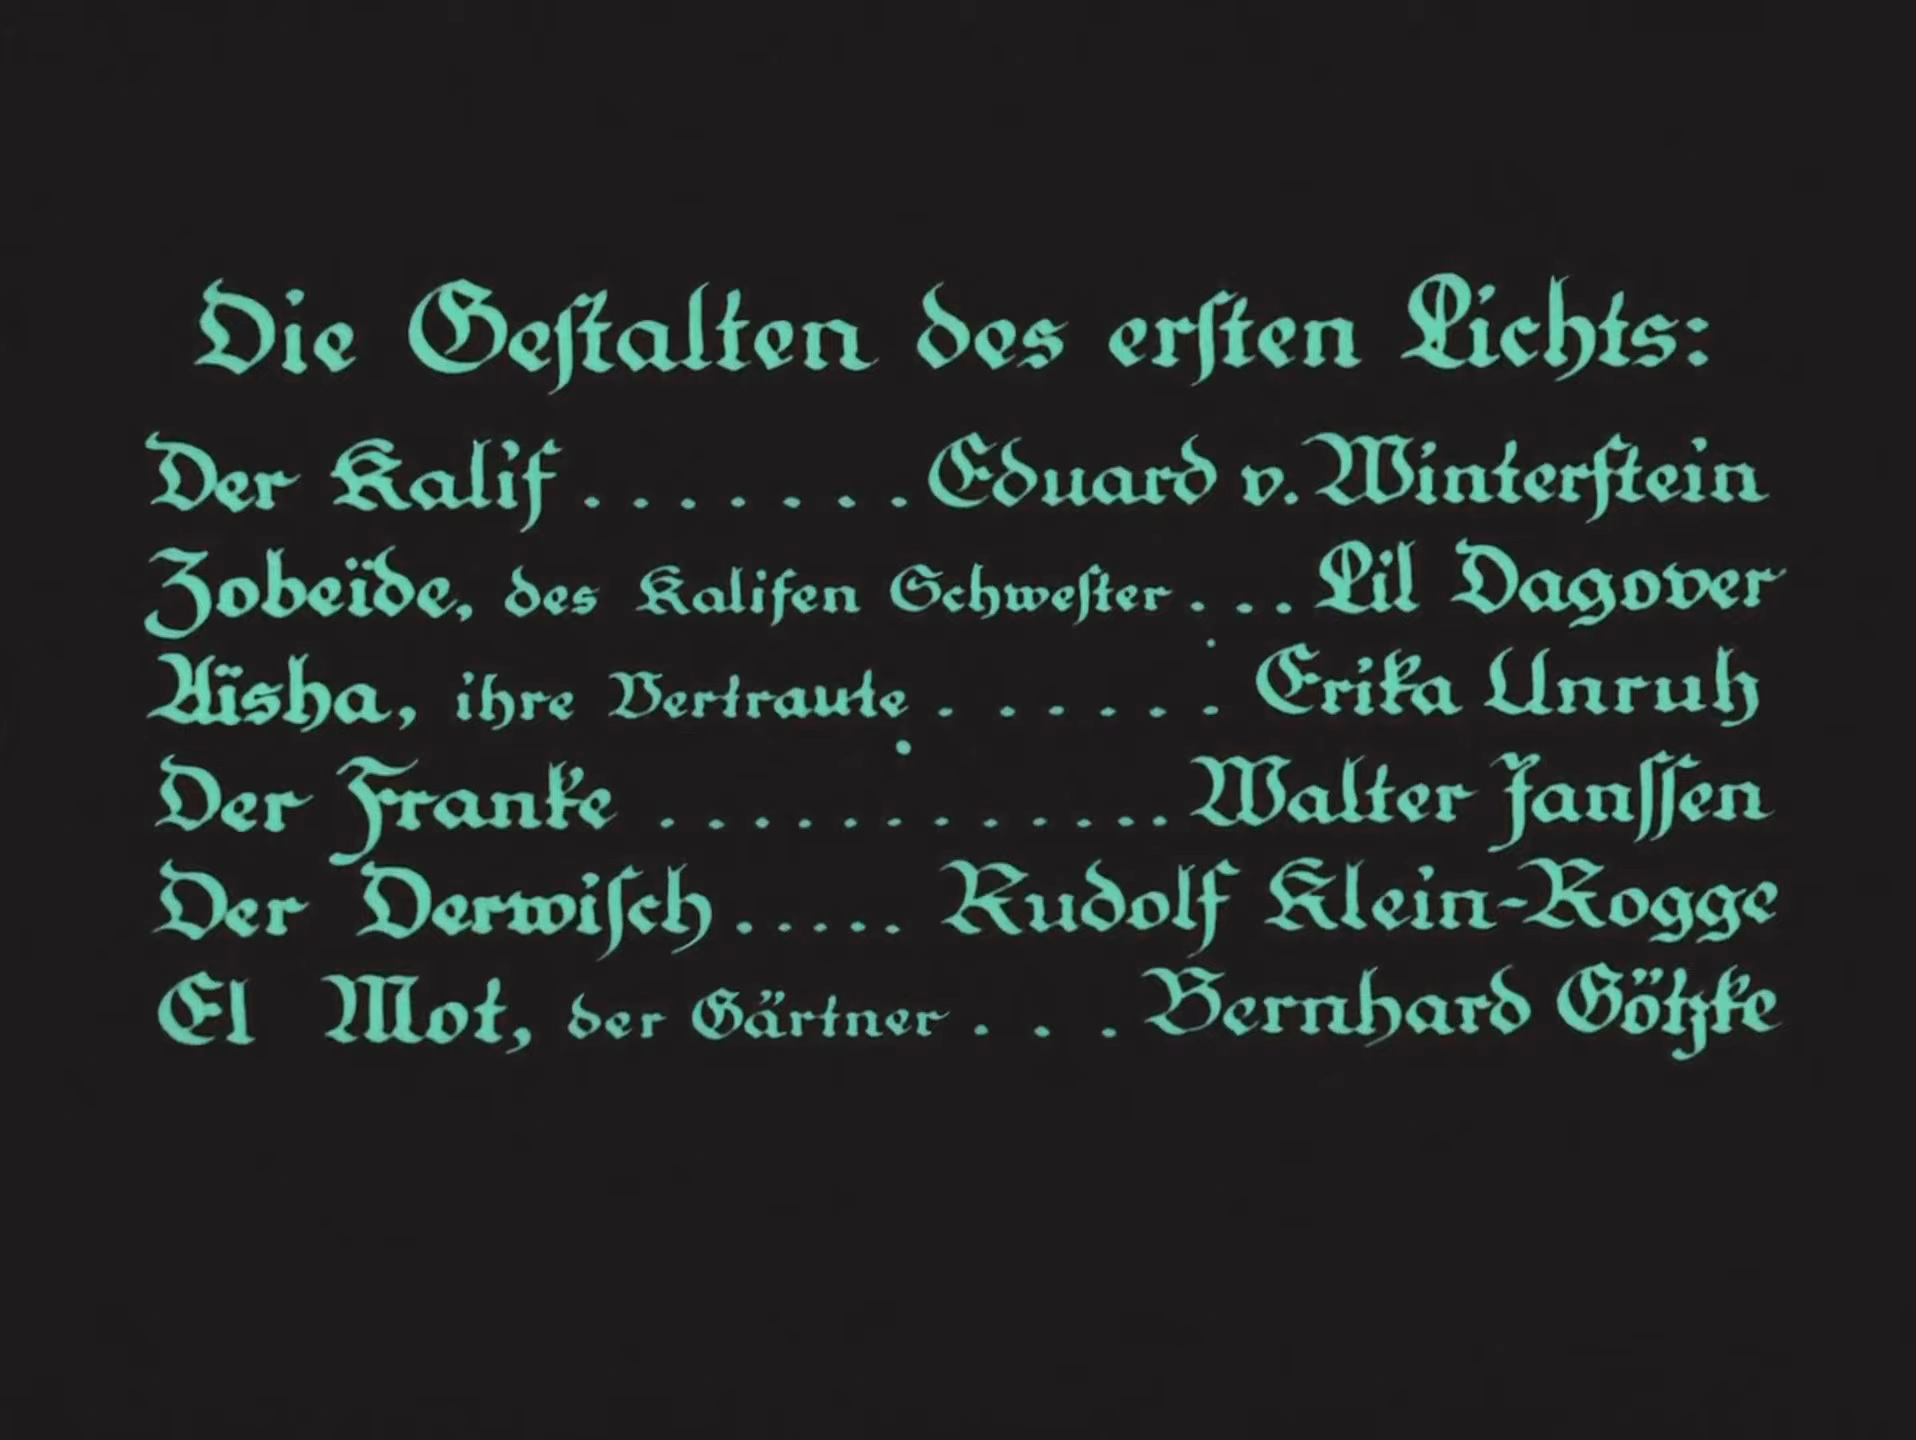 Die Geſtalten des erſten Lichts:
Der Kalif . . . . . . . Eduard v. Winterſtein
Zobeïde, des Kalifen Schweſter . . . Lil Dagover
Aïsha, ihre Vertraute . . . . . . Erika Unruh
Der Franke . . . . . . . . . . . . Walter Janſſen
Der Derwiſch . . . . . Rudolf Klein-Rogge
El Mot, der Gärtner . . . Bernhard Götzke